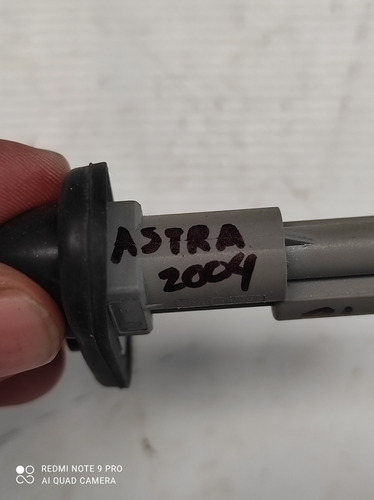 ASTRA
2004
REDMI NOTE 9 PRO
AI QUAD CAMERA